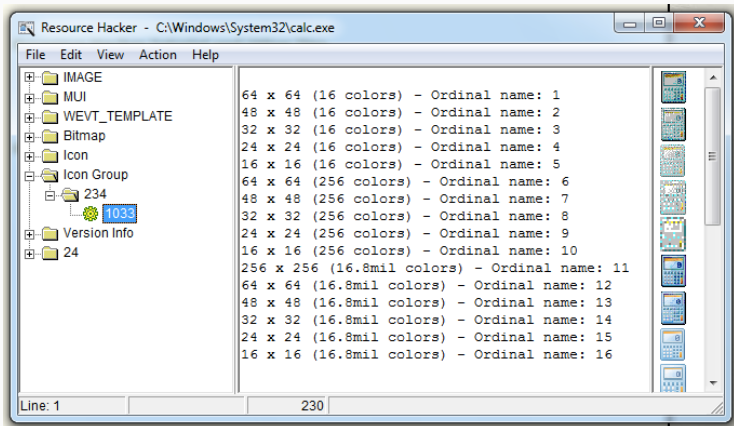 Resource Hacker - C:\Windows\System32\calc.exe
File Edit View Action Help
IMAGE
MUI
WEVT_TEMPLATE
Bitmap
Icon
Icon Group
234
1033
Version Info
24
64 x 64 (16 colors) - Ordinal name: 1
48 x 48 (16 colors) - Ordinal name: 2
32 x 32 (16 colors) - Ordinal name: 3
24 x 24 (16 colors) - Ordinal name: 4
16 x 16 (16 colors) - Ordinal name: 5
64 x 64 (256 colors) - Ordinal name: 6
48 x 48 (256 colors) - Ordinal name: 7
32 x 32 (256 colors) - Ordinal name: 8
24 x 24 (256 colors) - Ordinal name: 9
16 x 16 (256 colors) - Ordinal name: 10
256 x 256 (16.8mil colors) - Ordinal name: 11
64 x 64 (16.8mil colors) - Ordinal name: 12
48 x 48 (16.8mil colors) - Ordinal name: 13
32 x 32 (16.8mil colors) - Ordinal name: 14
24 x 24 (16.8mil colors) - Ordinal name: 15
16 x 16 (16.8mil colors) - Ordinal name: 16
Line: 1 230